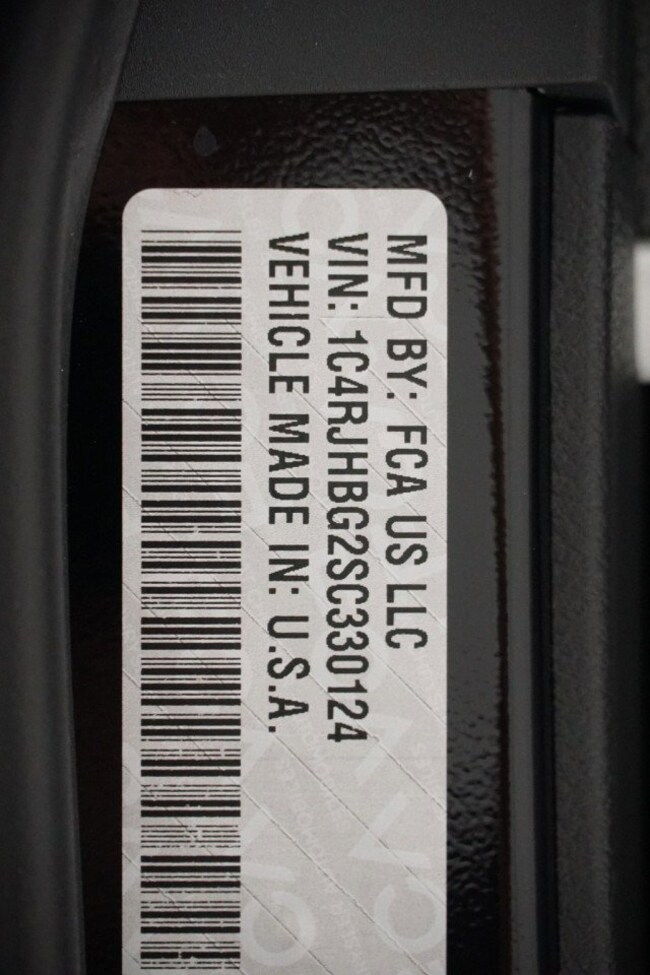 MFD BY: FCA US LLC
VIN: 1C4RJHBG2SC330124
VEHICLE MADE IN: U.S.A.